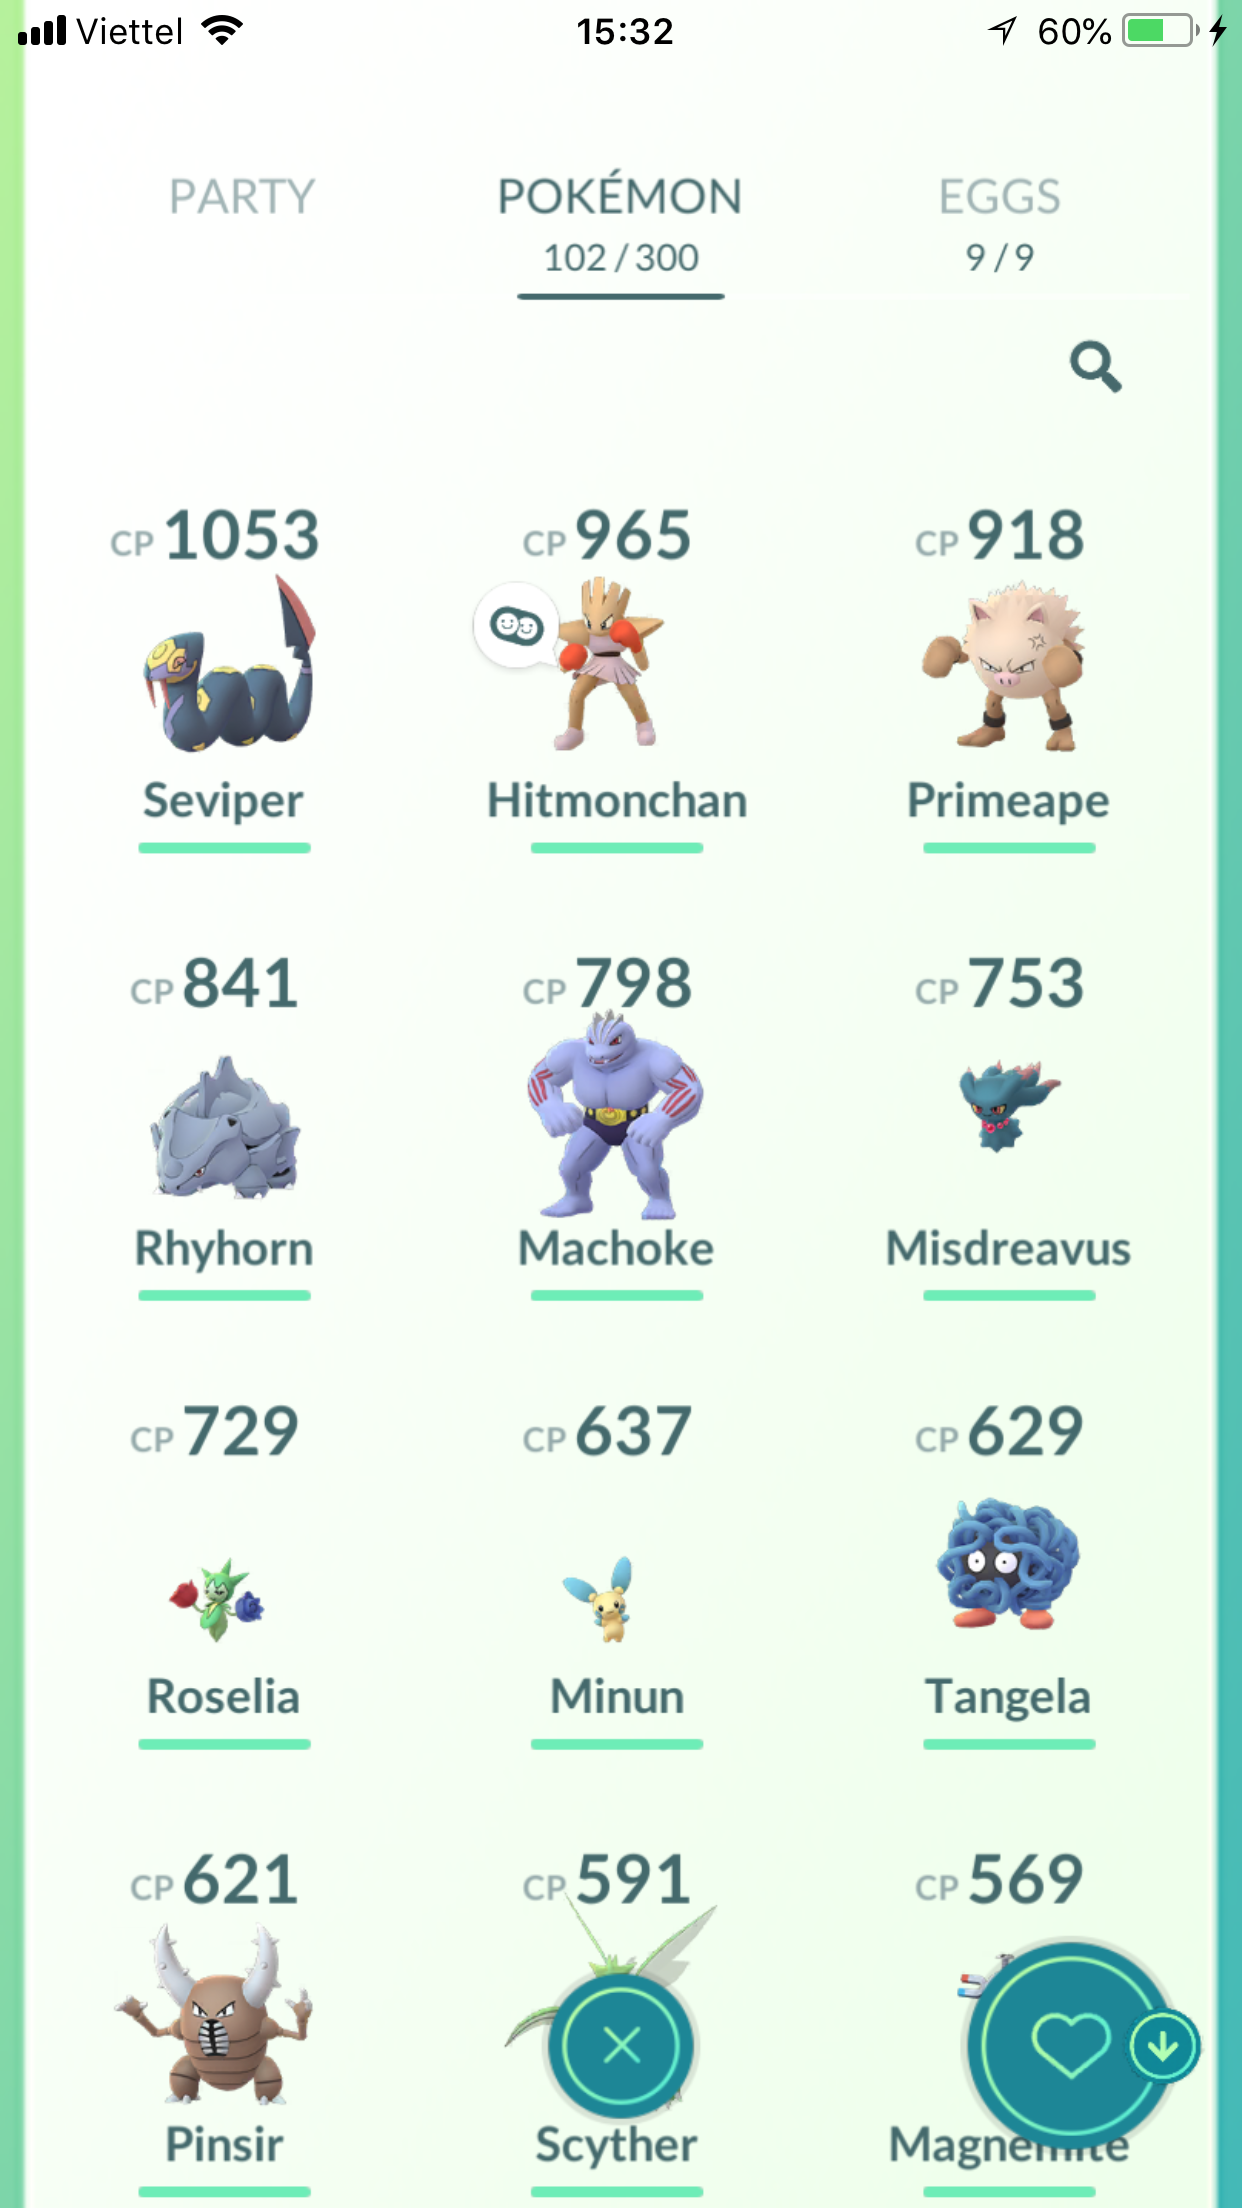 Viettel 15:32 60%
PARTY POKÉMON EGGS
102 / 300 9 / 9
CP 1053 CP 965 CP 918
Seviper Hitmonchan Primeape
CP 841 CP 798 CP 753
Rhyhorn Machoke Misdreavus
CP 729 CP 637 CP 629
Roselia Minun Tangela
CP 621 CP 591 CP 569
Pinsir Scyther Magnemite